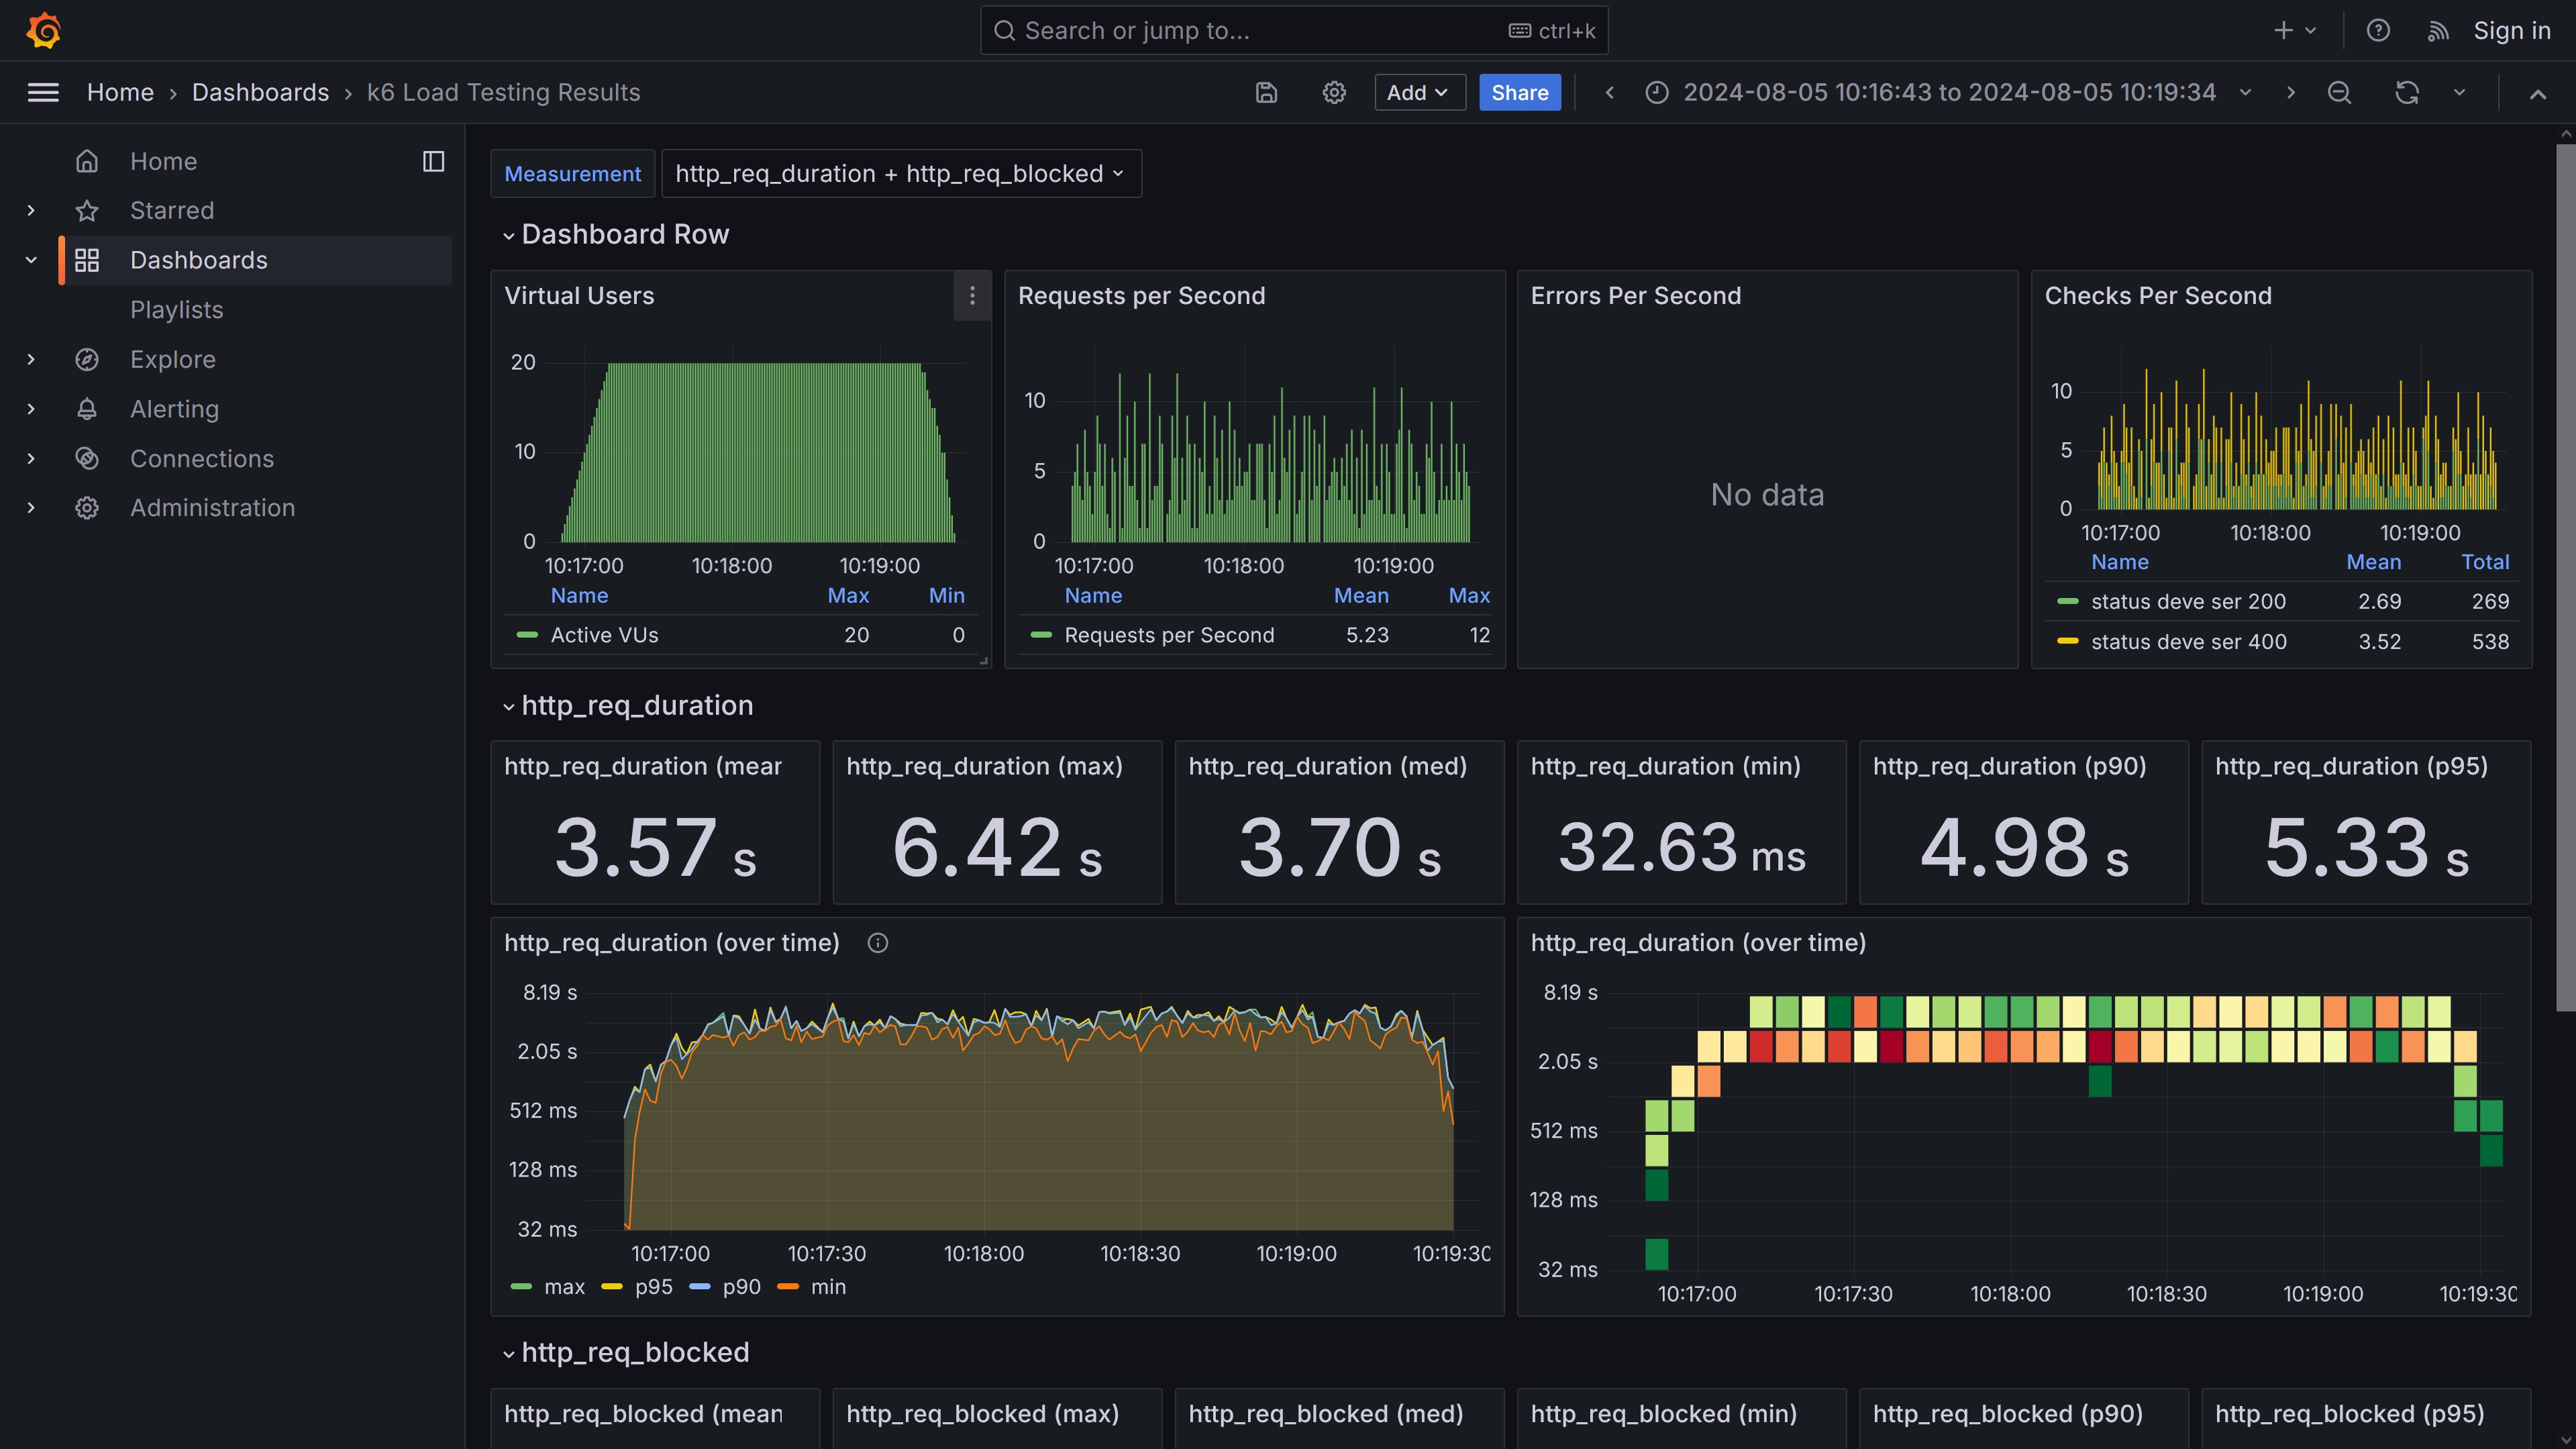 Search or jump to...
ctrl+k
Sign in
Home › Dashboards › k6 Load Testing Results
Add
Share
2024-08-05 10:16:43 to 2024-08-05 10:19:34
Home
Starred
Dashboards
Playlists
Explore
Alerting
Connections
Administration
Measurement
http_req_duration + http_req_blocked
Dashboard Row
Virtual Users
20
10
0
10:17:00 10:18:00 10:19:00
Name Max Min
Active VUs 20 0
Requests per Second
10
5
0
10:17:00 10:18:00 10:19:00
Name Mean Max
Requests per Second 5.23 12
Errors Per Second
No data
Checks Per Second
10
5
0
10:17:00 10:18:00 10:19:00
Name Mean Total
status deve ser 200 2.69 269
status deve ser 400 3.52 538
http_req_duration
http_req_duration (mear
3.57 s
http_req_duration (max)
6.42 s
http_req_duration (med)
3.70 s
http_req_duration (min)
32.63 ms
http_req_duration (p90)
4.98 s
http_req_duration (p95)
5.33 s
http_req_duration (over time)
8.19 s
2.05 s
512 ms
128 ms
32 ms
10:17:00 10:17:30 10:18:00 10:18:30 10:19:00 10:19:30
max p95 p90 min
http_req_duration (over time)
8.19 s
2.05 s
512 ms
128 ms
32 ms
10:17:00 10:17:30 10:18:00 10:18:30 10:19:00 10:19:30
http_req_blocked
http_req_blocked (mean
http_req_blocked (max)
http_req_blocked (med)
http_req_blocked (min)
http_req_blocked (p90)
http_req_blocked (p95)